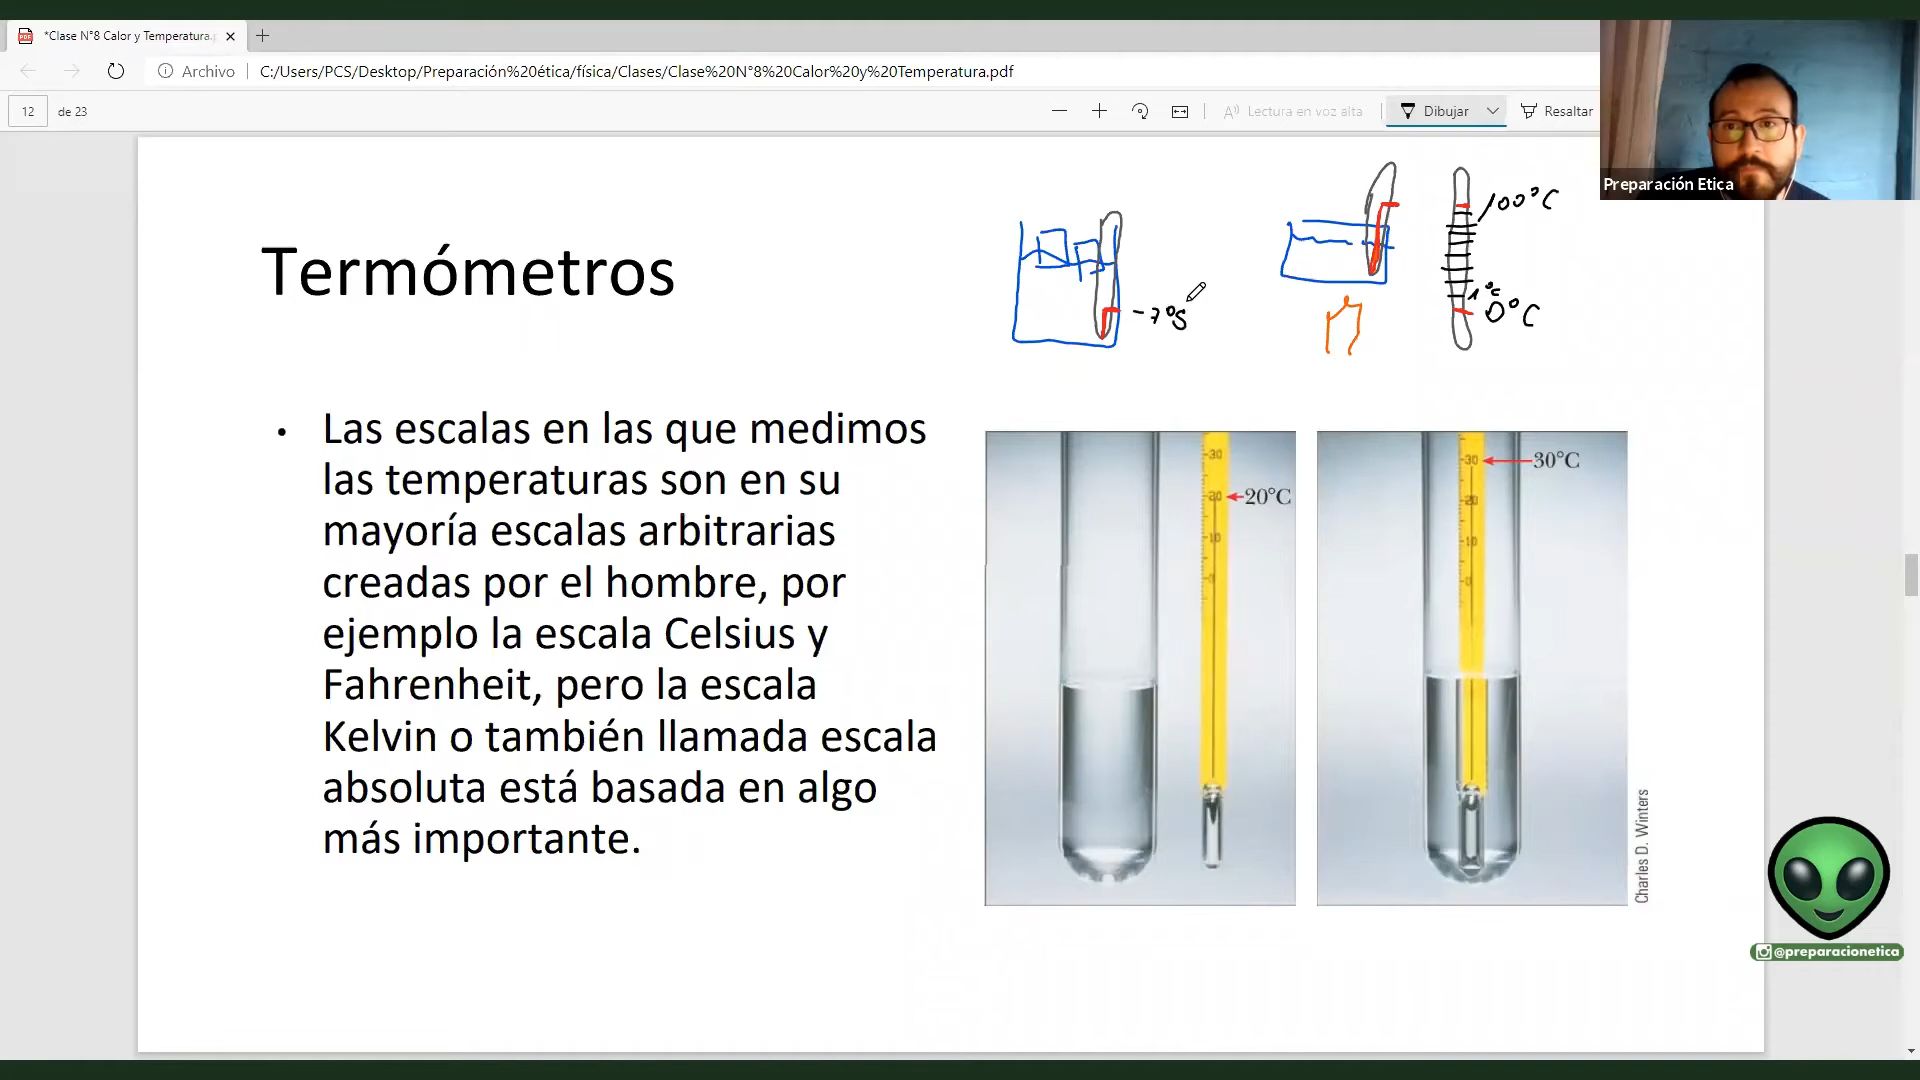 *Clase N°8 Calor y Temperatura.p
Archivo
C:/Users/PCS/Desktop/Preparación%20ética/física/Clases/Clase%20N°8%20Calor%20y%20Temperatura.pdf
12 de 23
Lectura en voz alta
Dibujar
Resaltar
Preparación Etica
Termómetros
-7°S
100°C
1°C
0°C
• Las escalas en las que medimos
las temperaturas son en su
mayoría escalas arbitrarias
creadas por el hombre, por
ejemplo la escala Celsius y
Fahrenheit, pero la escala
Kelvin o también llamada escala
absoluta está basada en algo
más importante.
30
20
10
0
20°C
30
20
10
0
30°C
Charles D. Winters
@preparacionetica